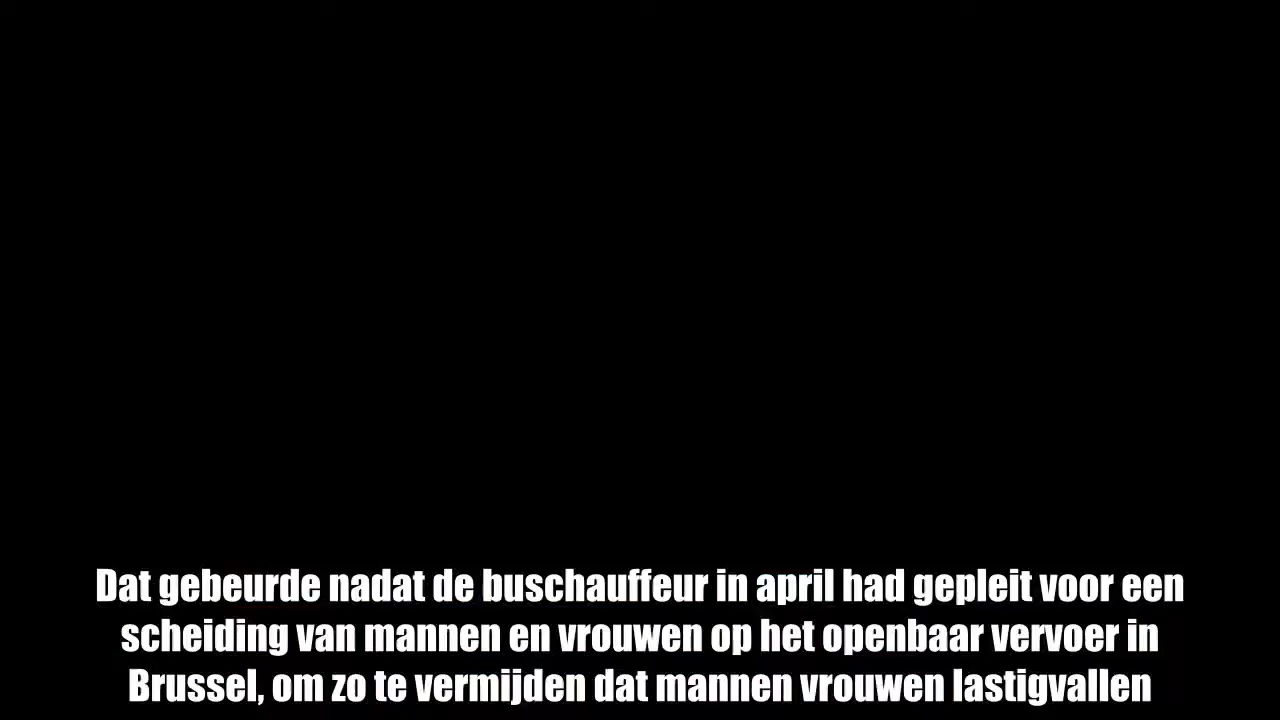 Dat gebeurde nadat de buschauffeur in april had gepleit voor een
scheiding van mannen en vrouwen op het openbaar vervoer in
Brussel, om zo te vermijden dat mannen vrouwen lastigvallen